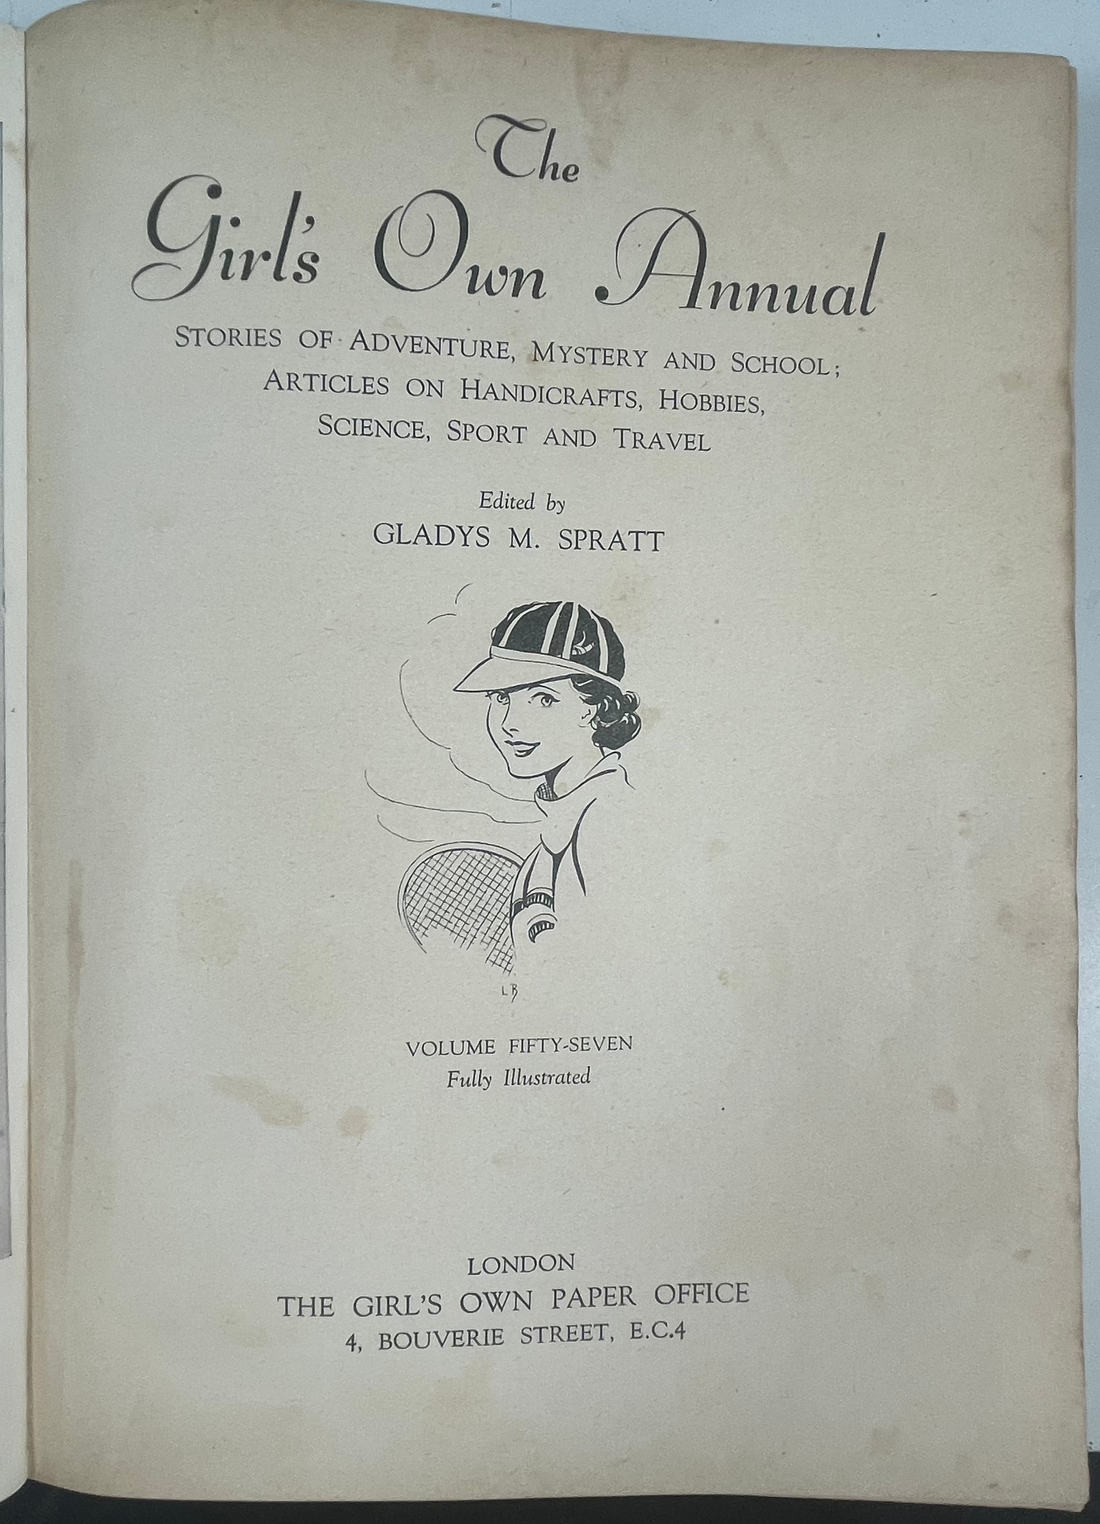 The
Girl's Own Annual
STORIES OF ADVENTURE, MYSTERY AND SCHOOL;
ARTICLES ON HANDICRAFTS, HOBBIES,
SCIENCE, SPORT AND TRAVEL
Edited by
GLADYS M. SPRATT
LB
VOLUME FIFTY-SEVEN
Fully Illustrated
LONDON
THE GIRL'S OWN PAPER OFFICE
4, BOUVERIE STREET, E.C.4